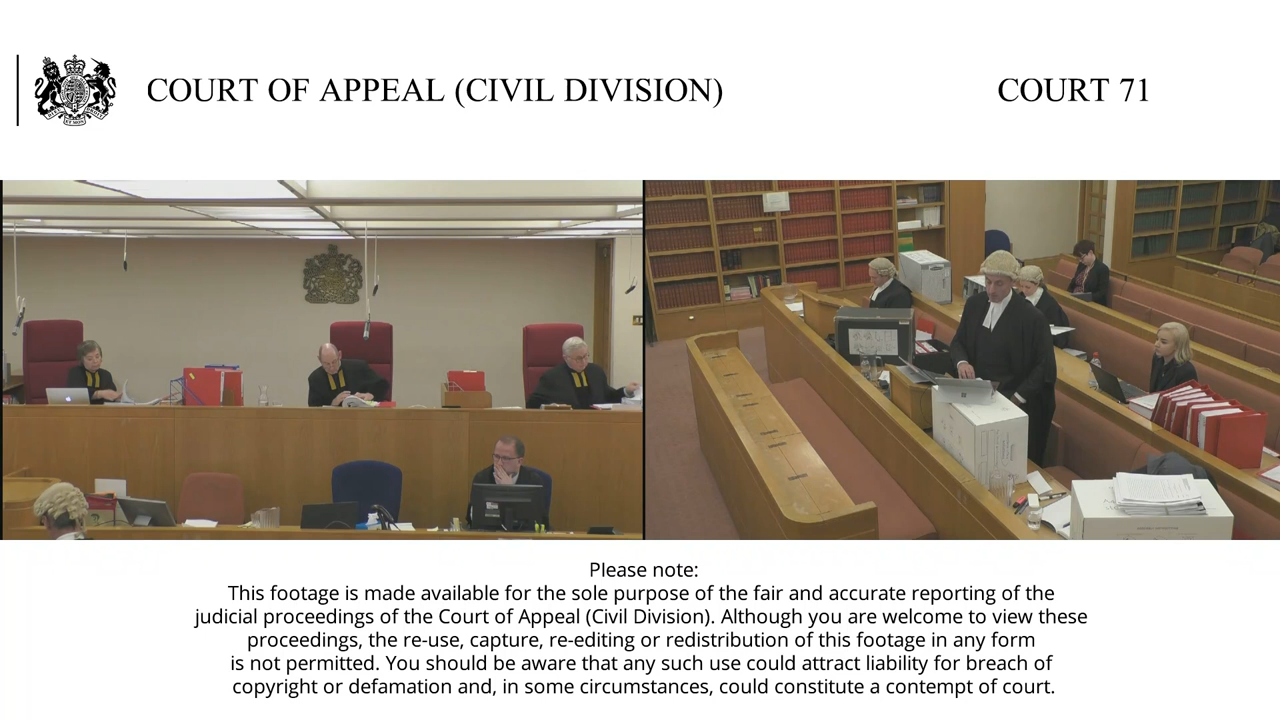 COURT OF APPEAL (CIVIL DIVISION)
COURT 71
Please note:
This footage is made available for the sole purpose of the fair and accurate reporting of the
judicial proceedings of the Court of Appeal (Civil Division). Although you are welcome to view these
proceedings, the re-use, capture, re-editing or redistribution of this footage in any form
is not permitted. You should be aware that any such use could attract liability for breach of
copyright or defamation and, in some circumstances, could constitute a contempt of court.